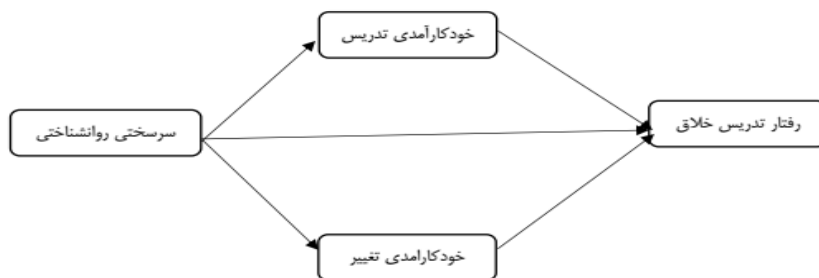 خودکارآمدی تدریس
رفتار تدریس خلاق
سرسختی روانشناختی
خودکارامدی تغییر